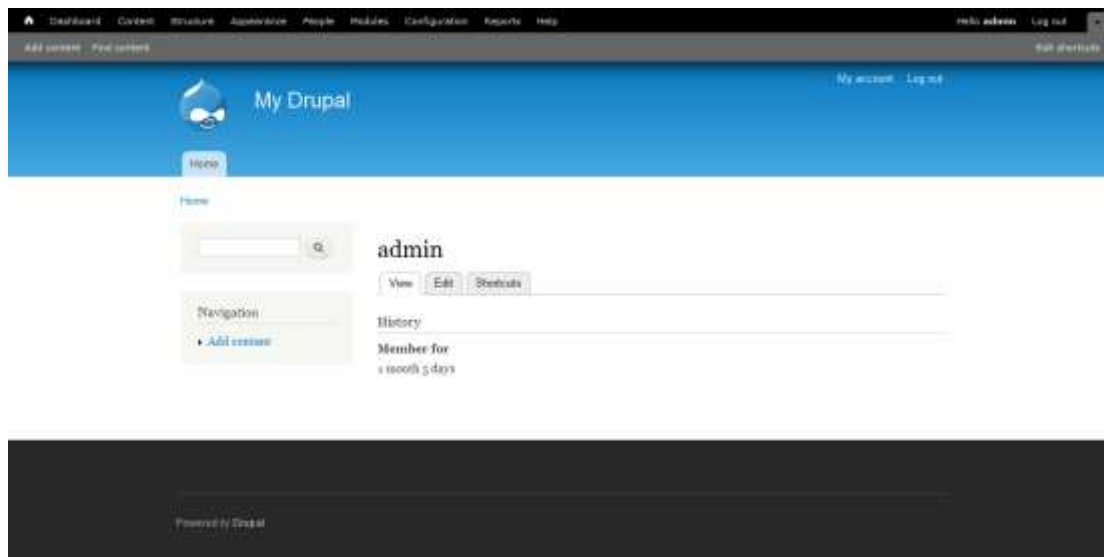 Dashboard Content Structure Appearance People Modules Configuration Reports Help Hello admin Log out
Add content Find content Edit shortcuts
My account Log out
My Drupal
Home
Home
admin
View Edit Shortcuts
Navigation
Add content
History
Member for
1 month 5 days
Powered by Drupal